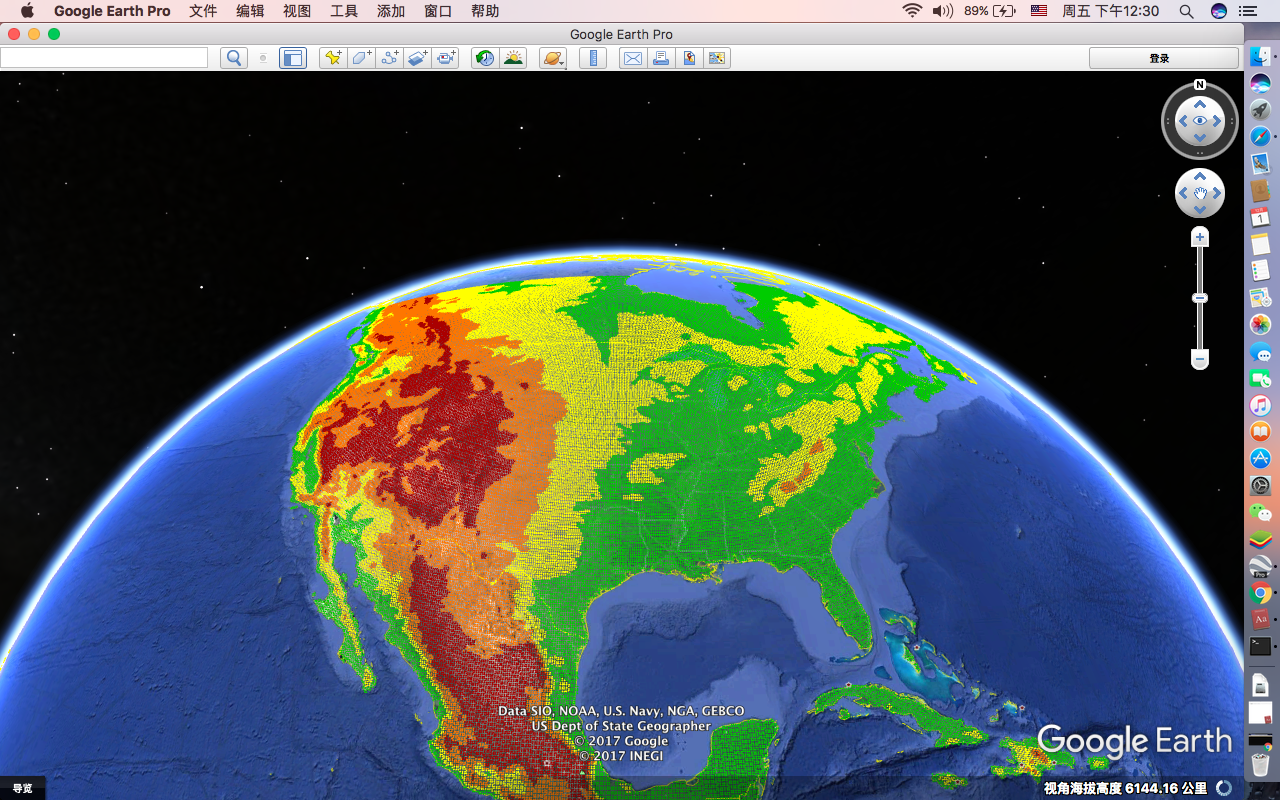 Google Earth Pro 文件 编辑 视图 工具 添加 窗口 帮助 89% 周五 下午12:30
Google Earth Pro
登录
N
1
Data SIO, NOAA, U.S. Navy, NGA, GEBCO
US Dept of State Geographer
© 2017 Google
© 2017 INEGI
Google Earth
导览
视角海拔高度 6144.16 公里
Pro
Aa